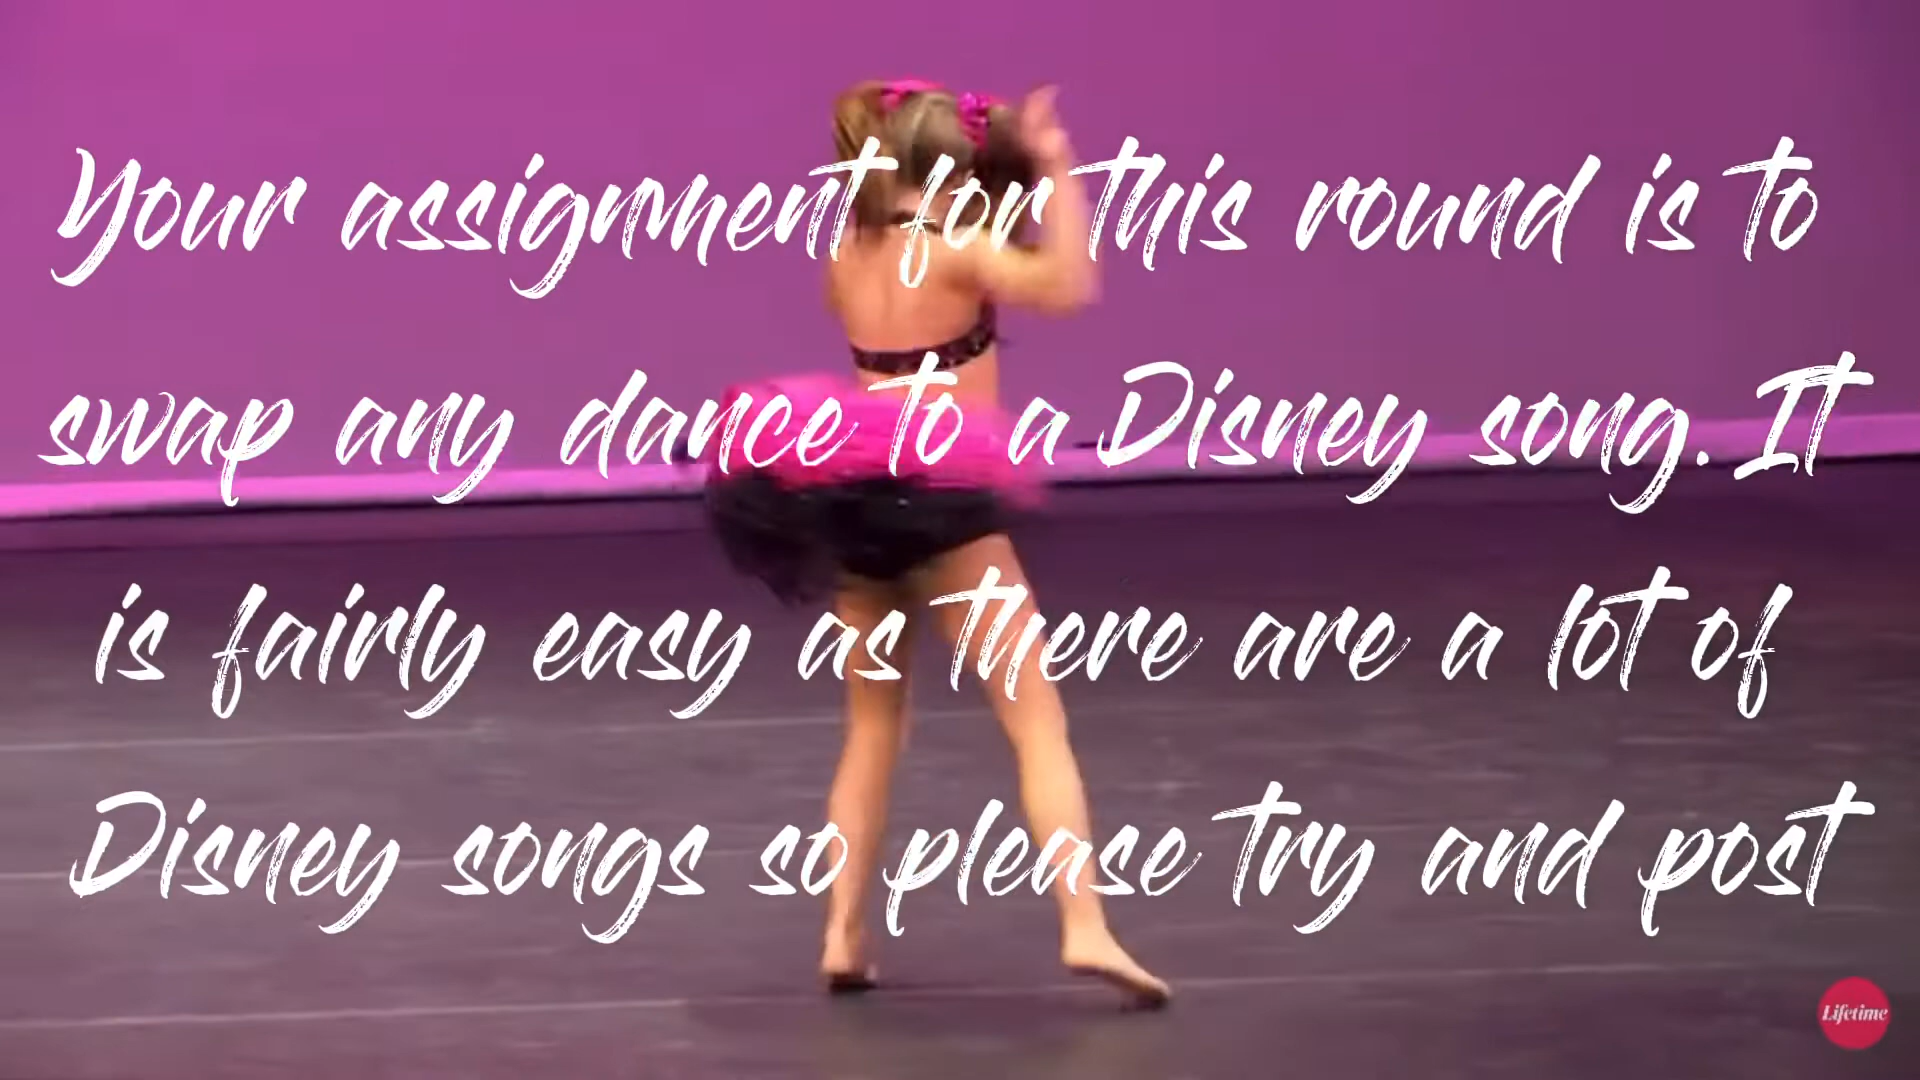 Your assignment for this round is to
swap any dance to a Disney song. It
is fairly easy as there are a lot of
Disney songs so please try and post
Lifetime